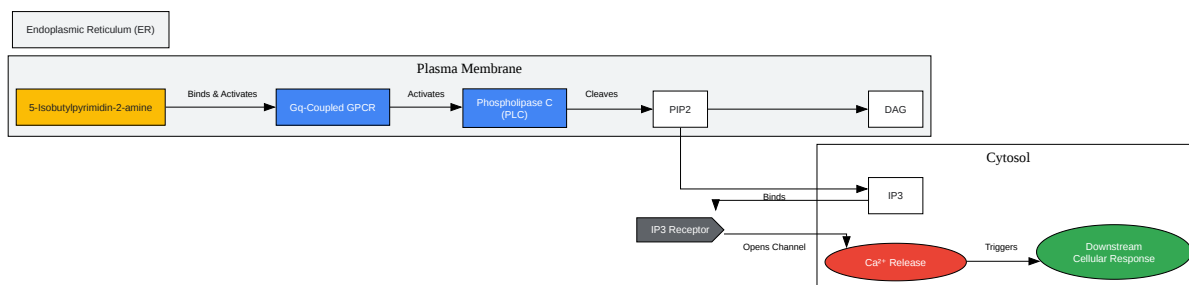 Endoplasmic Reticulum (ER)
Plasma Membrane
5-Isobutylpyrimidin-2-amine
Binds & Activates
Gq-Coupled GPCR
Activates
Phospholipase C
(PLC)
Cleaves
PIP2
DAG
Cytosol
IP3
Binds
IP3 Receptor
Opens Channel
Ca²⁺ Release
Triggers
Downstream
Cellular Response